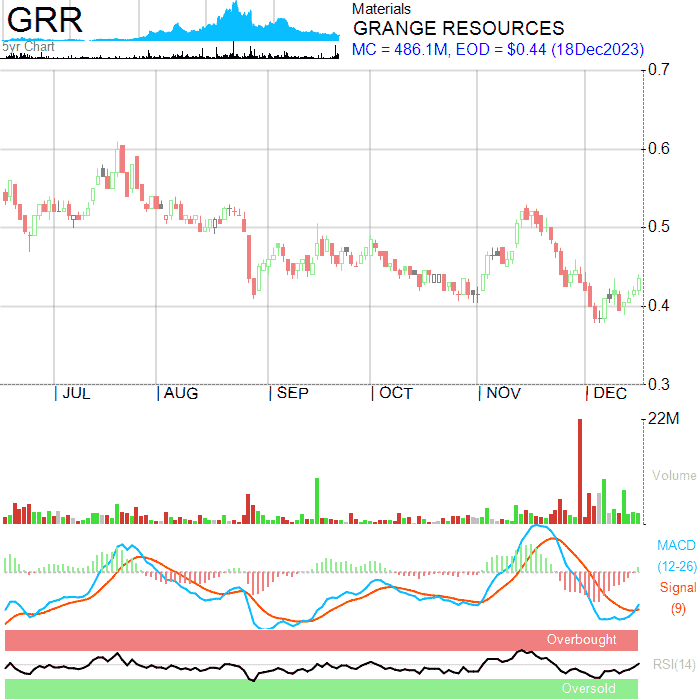 GRR
5yr Chart
Materials
GRANGE RESOURCES
MC = 486.1M, EOD = $0.44 (18Dec2023)
0.7
0.6
0.5
0.4
0.3
JUL AUG SEP OCT NOV DEC
22M
Volume
MACD
(12-26)
Signal
(9)
Overbought
RSI(14)
Oversold